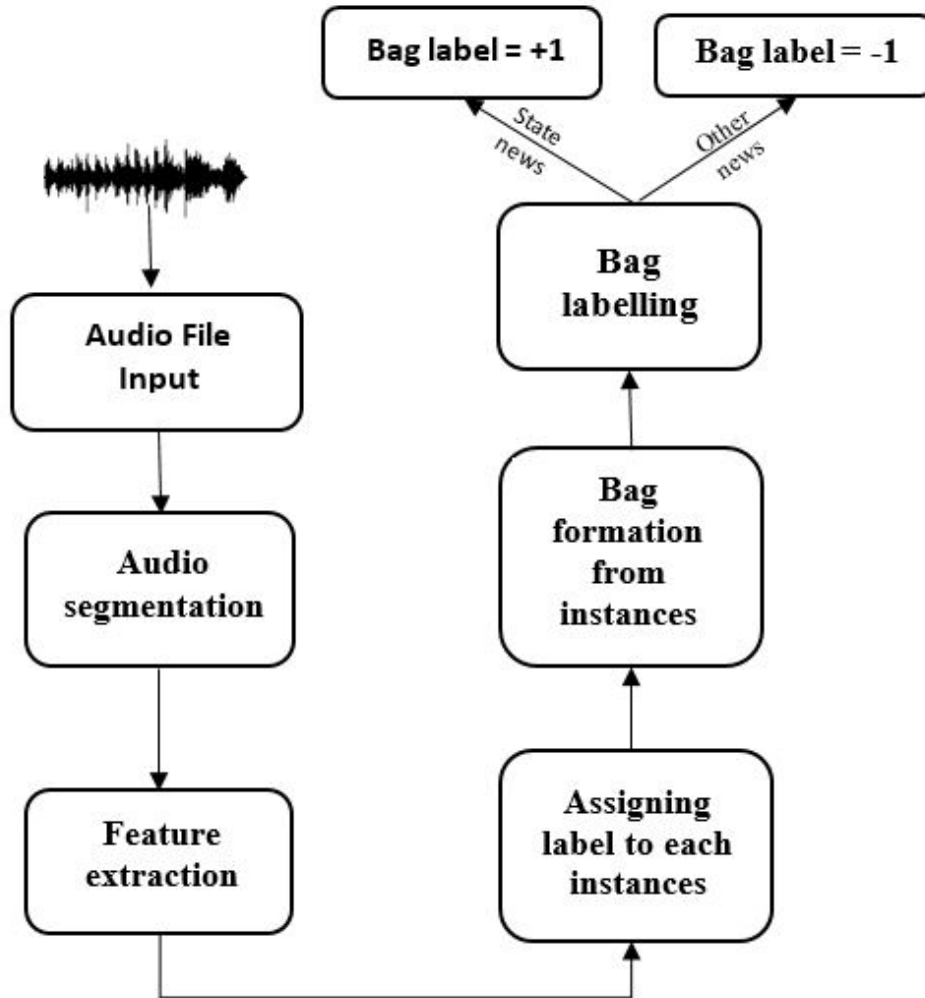 Audio File
Input
Audio
segmentation
Feature
extraction
Assigning
label to each
instances
Bag
formation
from
instances
Bag
labelling
State
news
Other
news
Bag label = +1
Bag label = -1